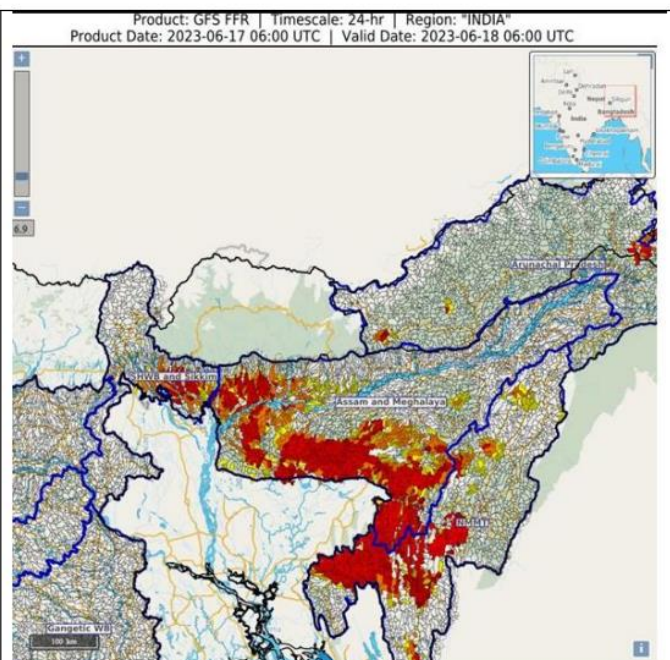 Product: GFS FFR | Timescale: 24-hr | Region: "INDIA"
Product Date: 2023-06-17 06:00 UTC | Valid Date: 2023-06-18 06:00 UTC
+
−
6.9
Nepal
India
Bangladesh
Arunachal Pradesh
SHWB and Sikkim
Assam and Meghalaya
NMMT
Gangetic WB
100 km
i